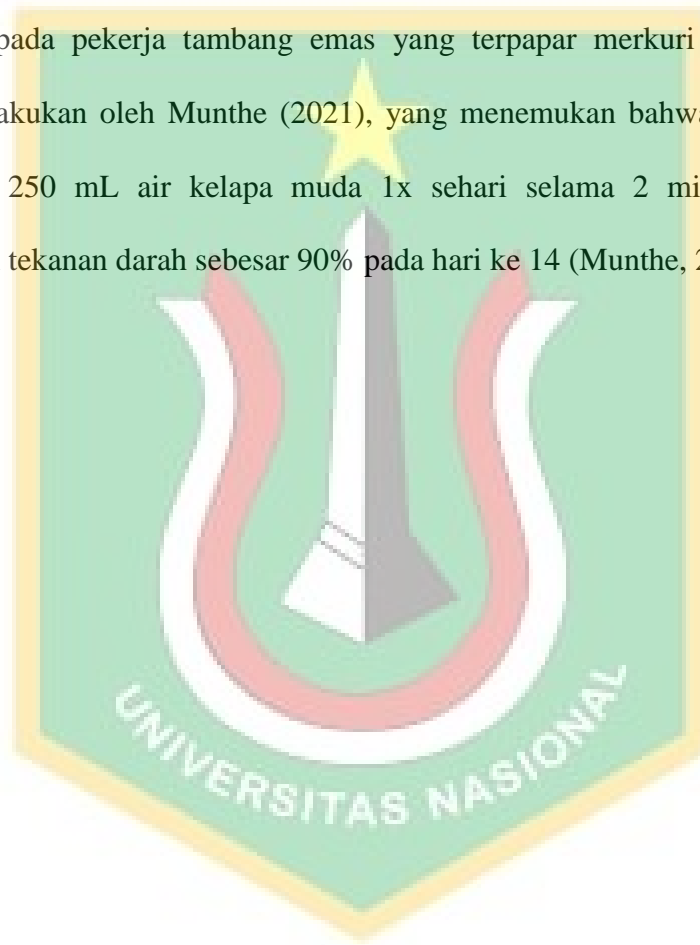 pada pekerja tambang emas yang terpapar merkuri
akukan oleh Munthe (2021), yang menemukan bahwa
250 mL air kelapa muda 1x sehari selama 2 mi
tekanan darah sebesar 90% pada hari ke 14 (Munthe, 2
UNIVERSITAS NASIONAL